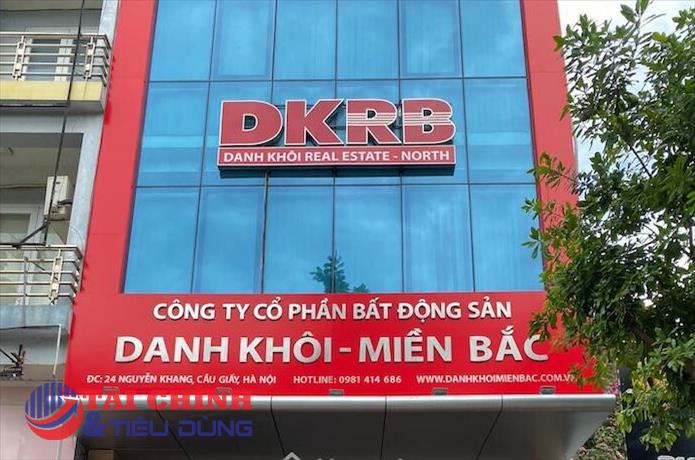 DKRB
DANH KHÔI REAL ESTATE - NORTH
CÔNG TY CỔ PHẦN BẤT ĐỘNG SẢN
DANH KHÔI - MIỀN BẮC
ĐC: 24 NGUYỄN KHANG, CẦU GIẤY, HÀ NỘI HOTLINE: 0981 414 686 WWW.DANHKHOIMIENBAC.COM.VN
TÀI CHÍNH
& TIÊU DÙNG